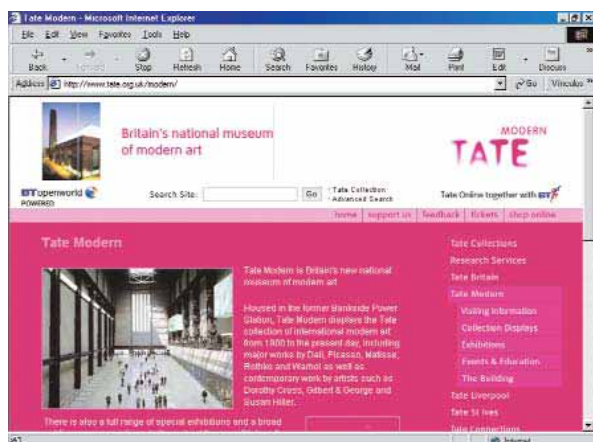 Tate Modern - Microsoft Internet Explorer
File Edit View Favorites Tools Help
Back Stop Refresh Home Search Favorites History Mail Print Edit Discuss
Address http://www.tate.org.uk/modern/ Go Vínculos
Britain's national museum
of modern art
MODERN
TATE
BT openworld
POWERED
Search Site: Go
Tate Collection
Advanced Search
Tate Online together with BT
home support us feedback tickets shop online
Tate Modern
Tate Modern is Britain's new national
museum of modern art
Housed in the former Bankside Power
Station, Tate Modern displays the Tate
collection of international modern art
from 1900 to the present day, including
major works by Dalí, Picasso, Matisse,
Rothko and Warhol as well as
contemporary work by artists such as
Dorothy Cross, Gilbert & George and
Susan Hiller.
There is also a full range of special exhibitions and a broad
Tate Collections
Research Services
Tate Britain
Tate Modern
Visiting Information
Collection Displays
Exhibitions
Events & Education
The Building
Tate Liverpool
Tate St Ives
Tate Connections
Internet